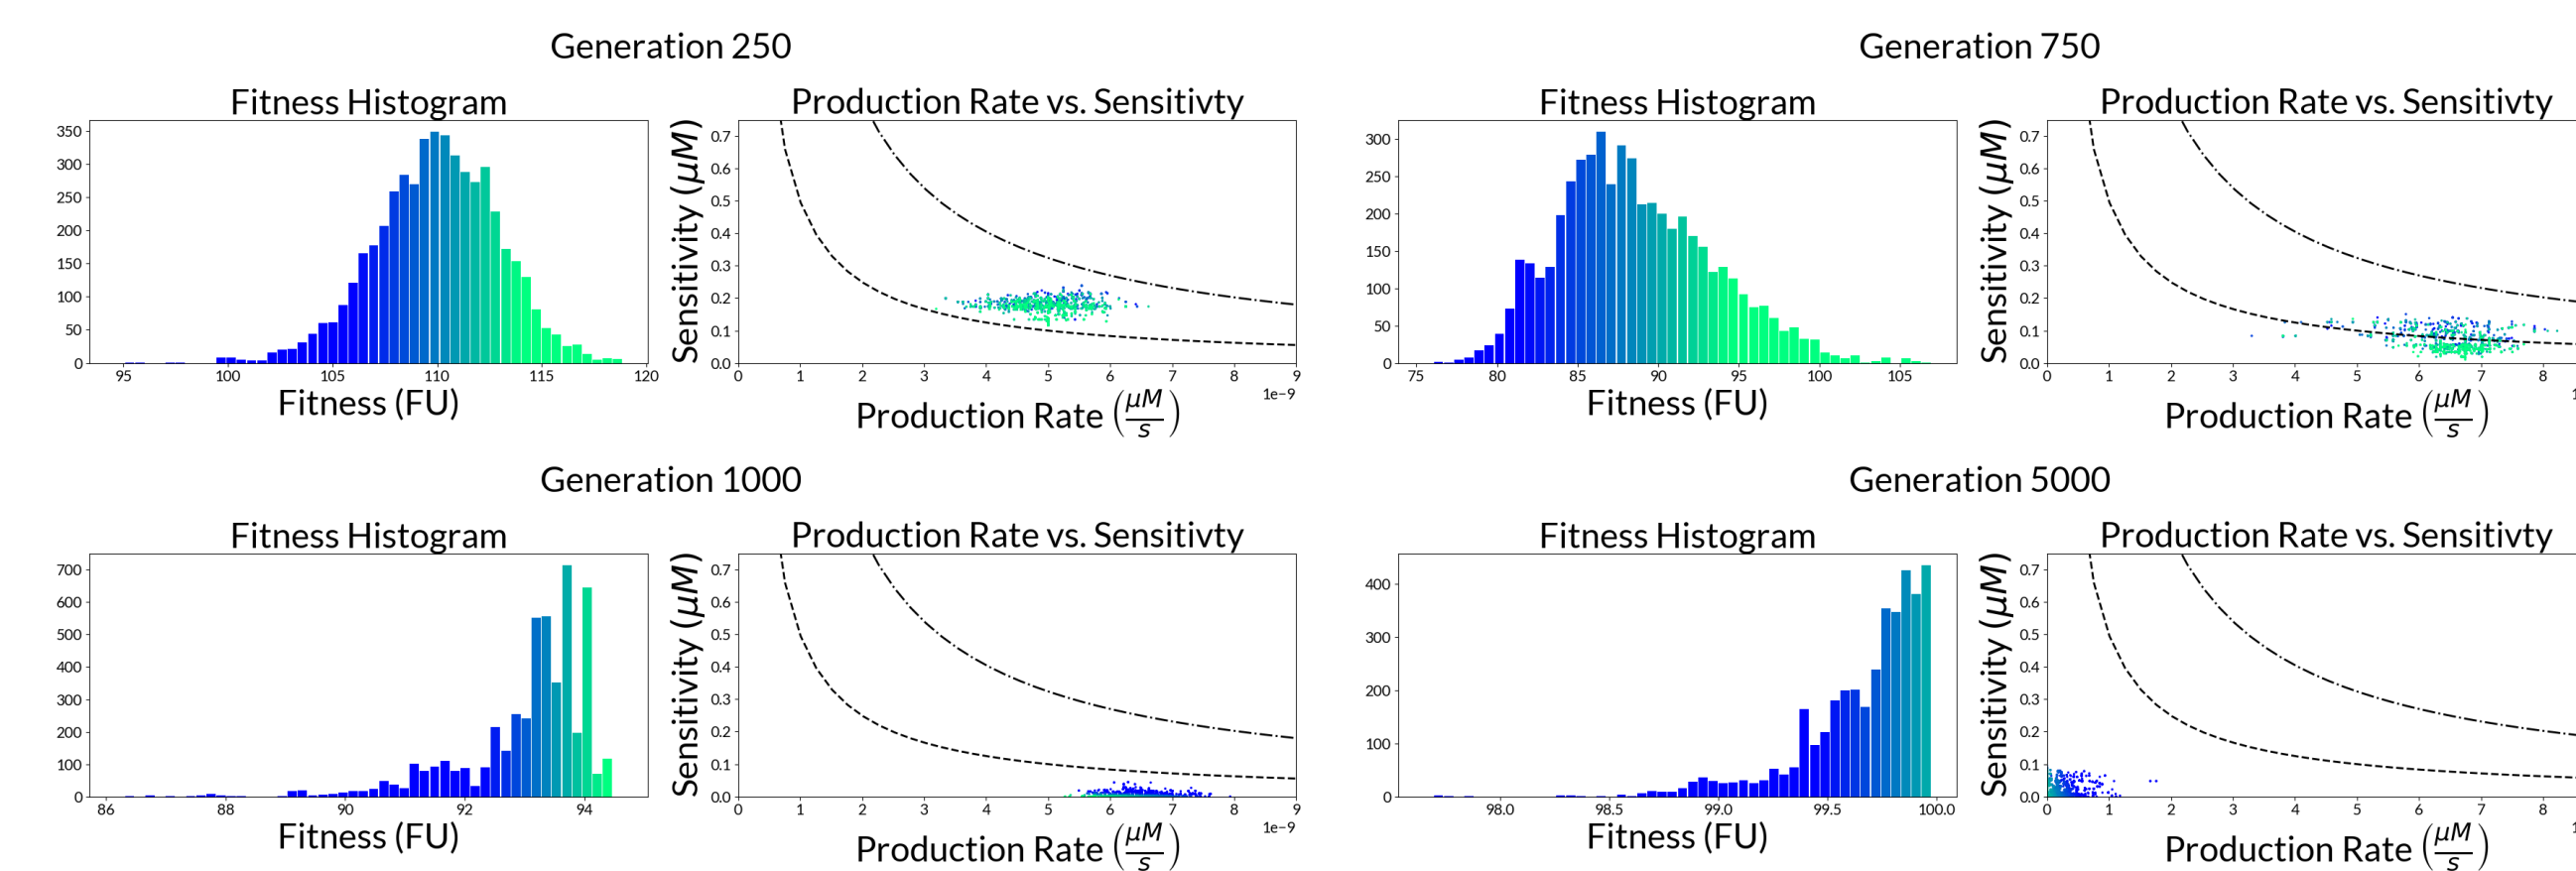 Generation 250
Generation 750
Fitness Histogram
Production Rate vs. Sensitivty
Fitness Histogram
Production Rate vs. Sensitivty
350
300
250
200
150
100
50
0
95 100 105 110 115 120
Fitness (FU)
Sensitivity (μM)
0.7
0.6
0.5
0.4
0.3
0.2
0.1
0.0
0 1 2 3 4 5 6 7 8 9
1e−9
Production Rate (μM/s)
300
250
200
150
100
50
0
75 80 85 90 95 100 105
Fitness (FU)
Sensitivity (μM)
0.7
0.6
0.5
0.4
0.3
0.2
0.1
0.0
0 1 2 3 4 5 6 7 8
1
Production Rate (μM/s)
Generation 1000
Generation 5000
Fitness Histogram
Production Rate vs. Sensitivty
Fitness Histogram
Production Rate vs. Sensitivty
700
600
500
400
300
200
100
0
86 88 90 92 94
Fitness (FU)
Sensitivity (μM)
0.7
0.6
0.5
0.4
0.3
0.2
0.1
0.0
0 1 2 3 4 5 6 7 8 9
1e−9
Production Rate (μM/s)
400
300
200
100
0
98.0 98.5 99.0 99.5 100.0
Fitness (FU)
Sensitivity (μM)
0.7
0.6
0.5
0.4
0.3
0.2
0.1
0.0
0 1 2 3 4 5 6 7 8
1
Production Rate (μM/s)